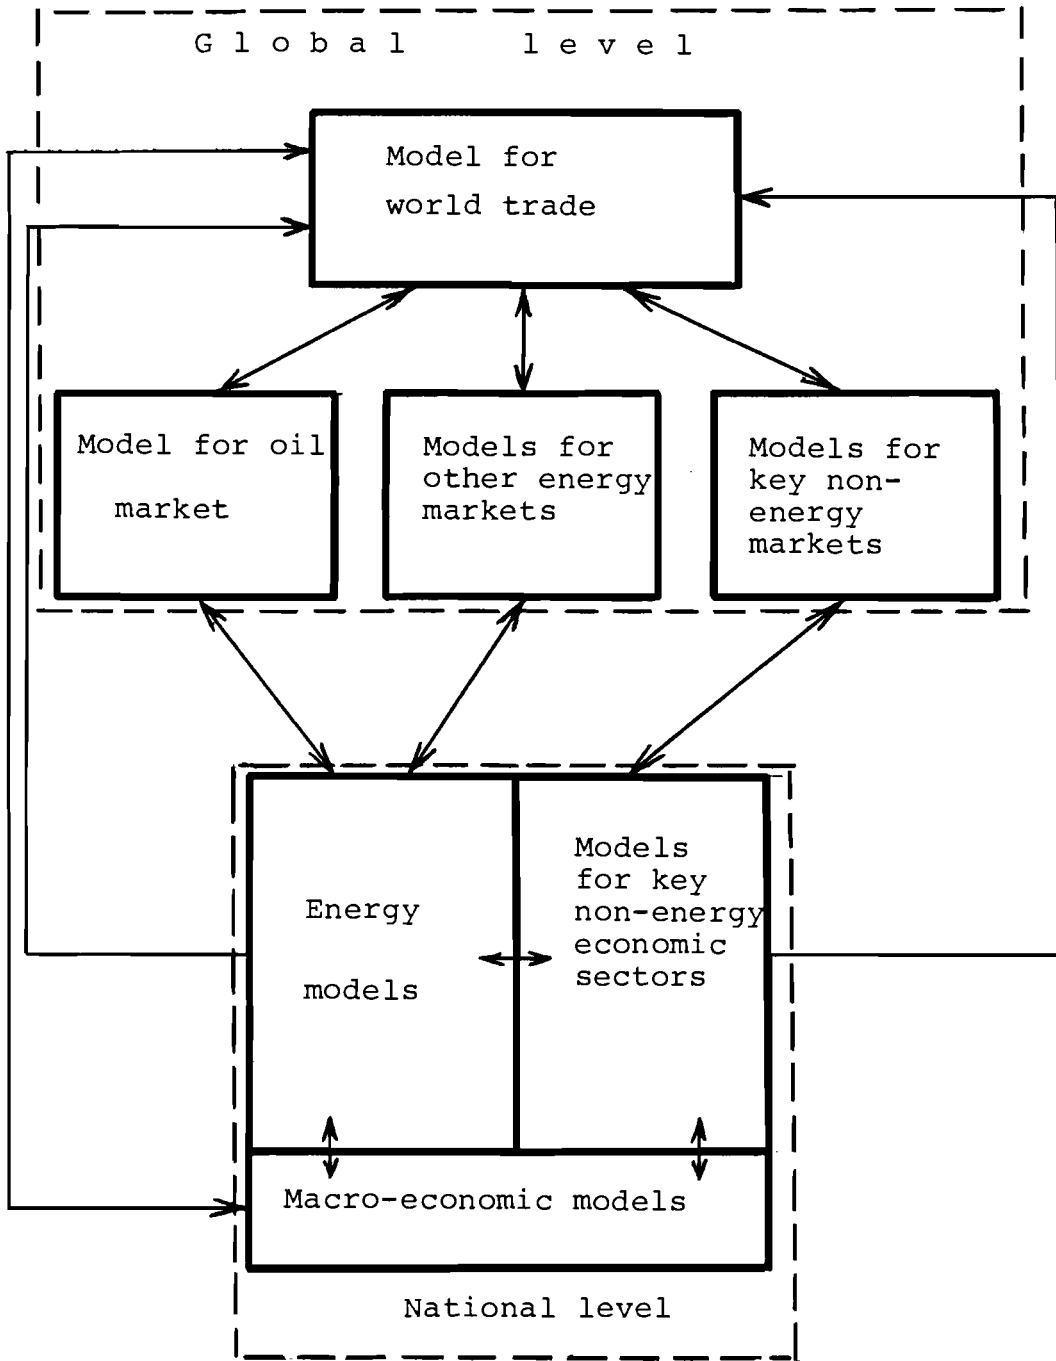 Global level
Model for
world trade
Model for oil
market
Models for
other energy
markets
Models for
key non-
energy
markets
Energy
models
Models
for key
non-energy
economic
sectors
Macro-economic models
National level